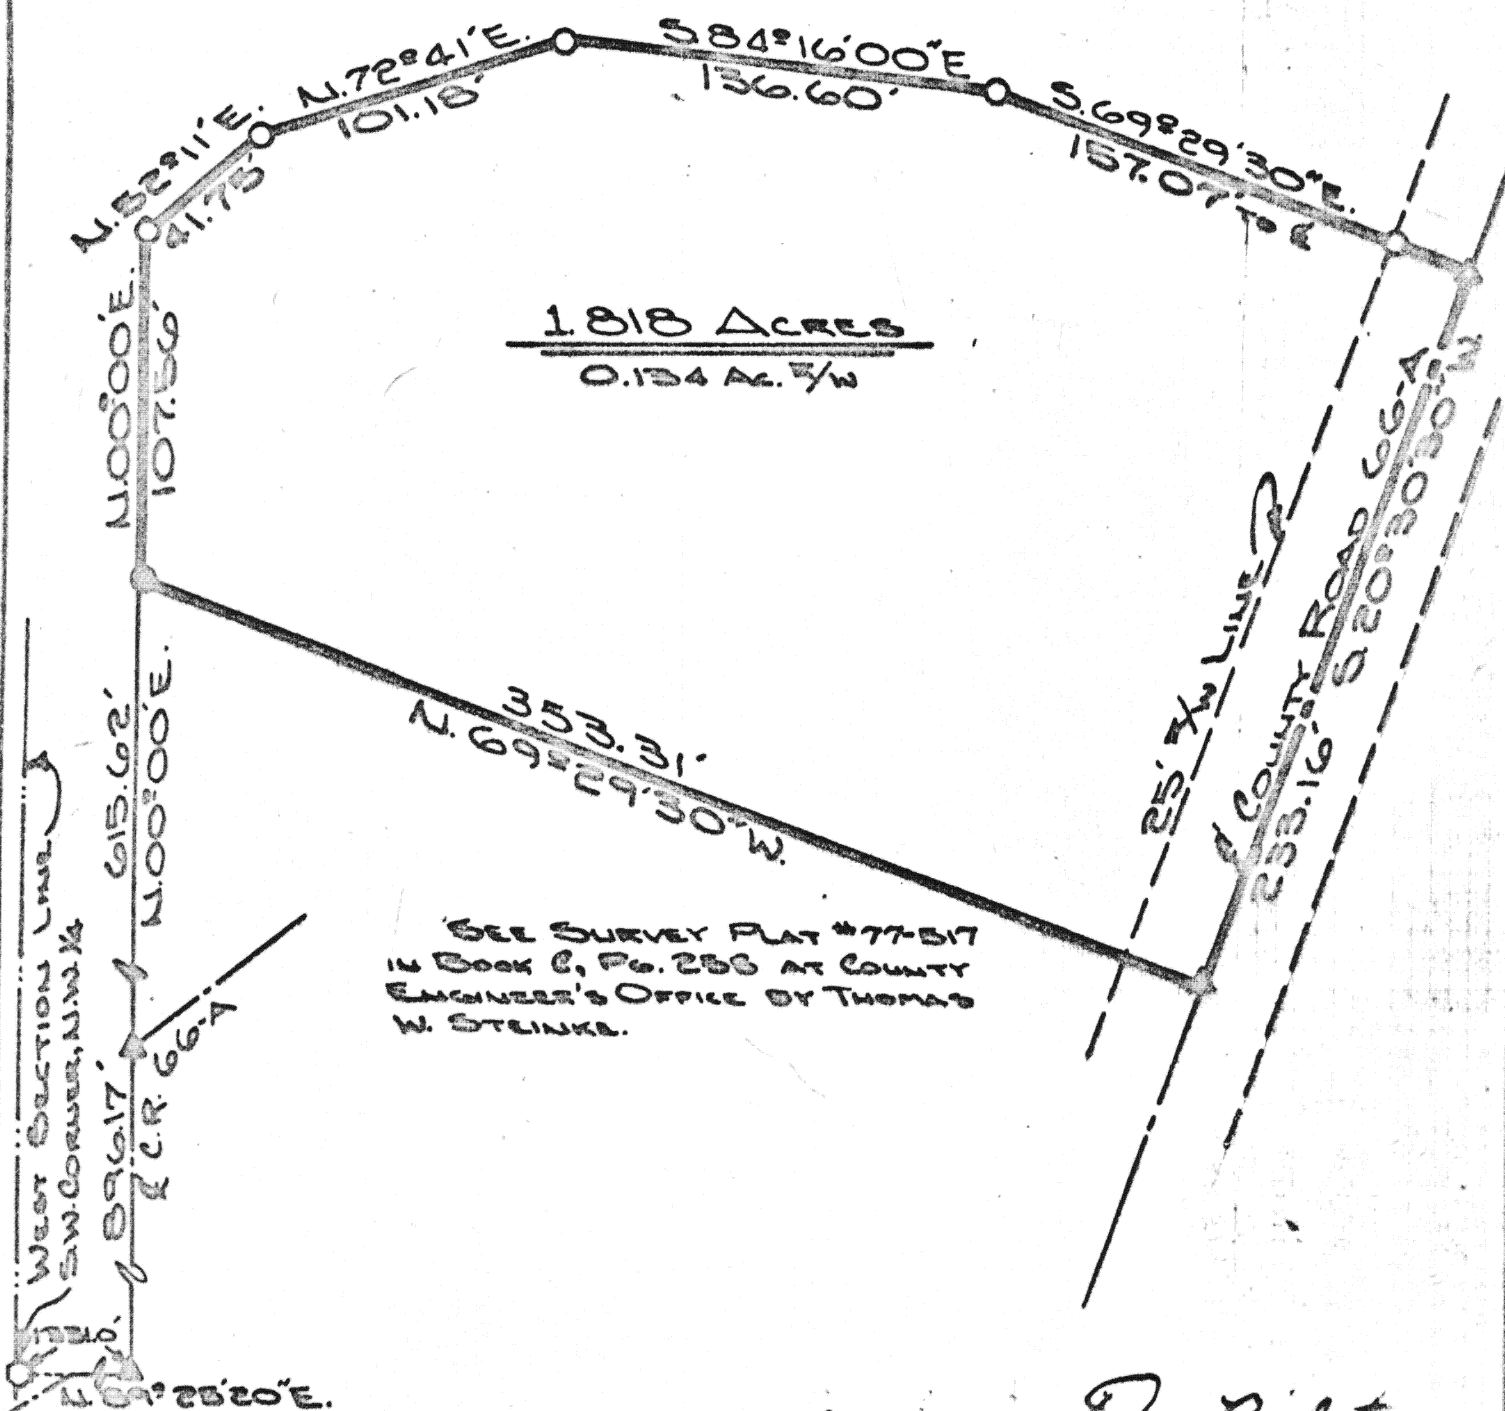 N.52°11'E.
41.75'
N.72°41'E.
101.18'
S.84°16'00"E
136.60'
S.69°29'30"E.
157.07' To ℄
1.818 ACRES
0.134 Ac. R/W
N.00°00'E.
107.56'
25' R/W LINE
℄ COUNTY ROAD 66-A
S.20°30'30"W.
233.16'
353.31'
N.69°29'30"W.
615.62'
N.00°00'E.
SEE SURVEY PLAT #77-517
IN BOOK C, PG. 258 AT COUNTY
ENGINEER'S OFFICE BY THOMAS
W. STEINKE.
WEST SECTION LINE
S.W. CORNER, N.W. 1/4
896.17'
℄ C.R. 66-A